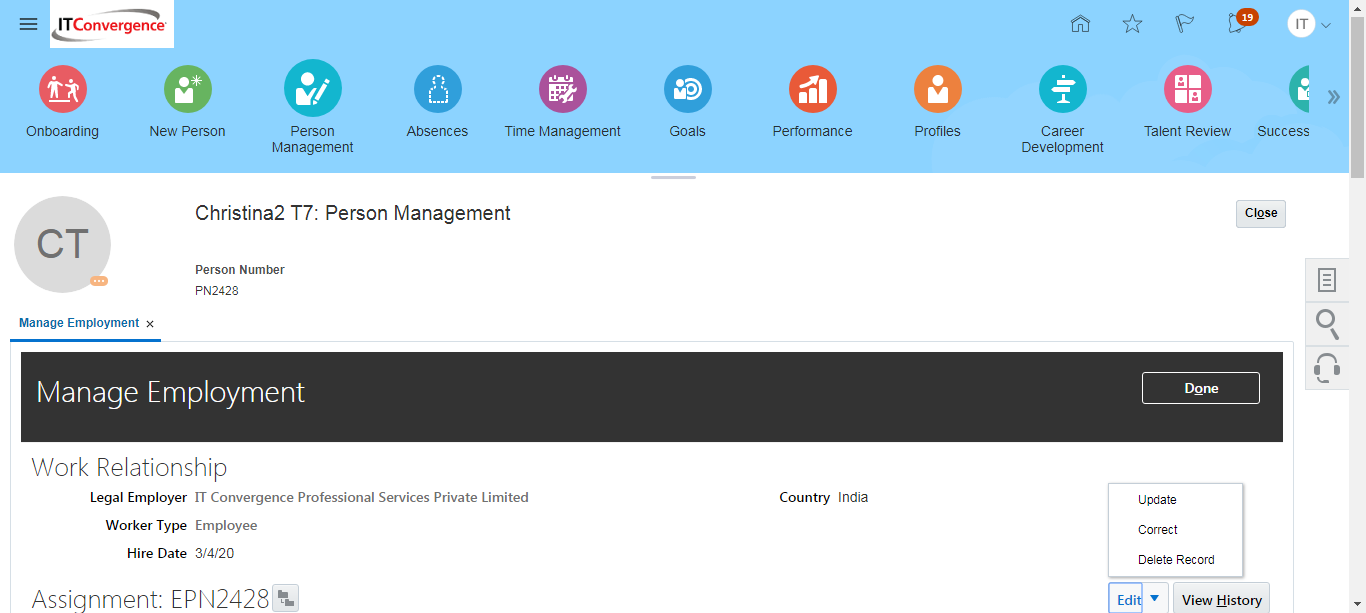 ITConvergence
19
IT
Onboarding
New Person
Person
Management
Absences
Time Management
Goals
Performance
Profiles
Career
Development
Talent Review
Success
CT
Christina2 T7: Person Management
Close
Person Number
PN2428
Manage Employment
Manage Employment
Done
Work Relationship
Legal Employer IT Convergence Professional Services Private Limited
Country India
Worker Type Employee
Hire Date 3/4/20
Update
Correct
Delete Record
Assignment: EPN2428
Edit
View History